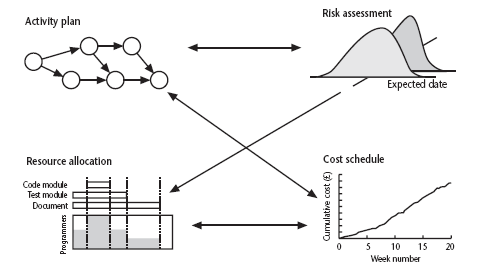 Activity plan
Risk assessment
Expected date
Resource allocation
Code module
Test module
Document
Programmers
Cost schedule
Cumulative cost (£)
0 5 10 15 20
Week number